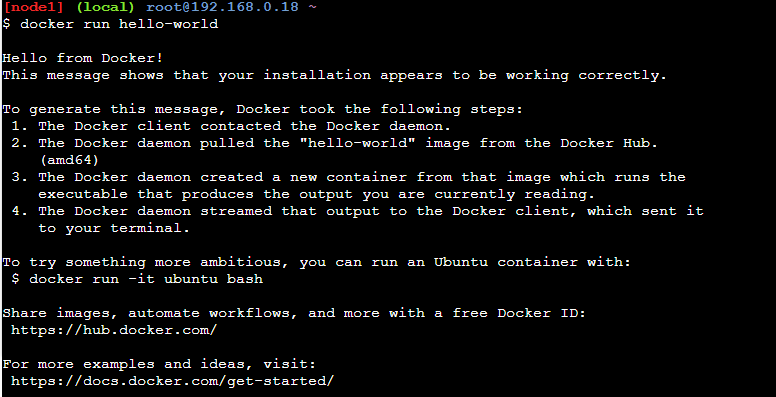 [node1] (local) root@192.168.0.18 ~
$ docker run hello-world
Hello from Docker!
This message shows that your installation appears to be working correctly.
To generate this message, Docker took the following steps:
1. The Docker client contacted the Docker daemon.
2. The Docker daemon pulled the "hello-world" image from the Docker Hub.
(amd64)
3. The Docker daemon created a new container from that image which runs the
executable that produces the output you are currently reading.
4. The Docker daemon streamed that output to the Docker client, which sent it
to your terminal.
To try something more ambitious, you can run an Ubuntu container with:
$ docker run -it ubuntu bash
Share images, automate workflows, and more with a free Docker ID:
https://hub.docker.com/
For more examples and ideas, visit:
https://docs.docker.com/get-started/